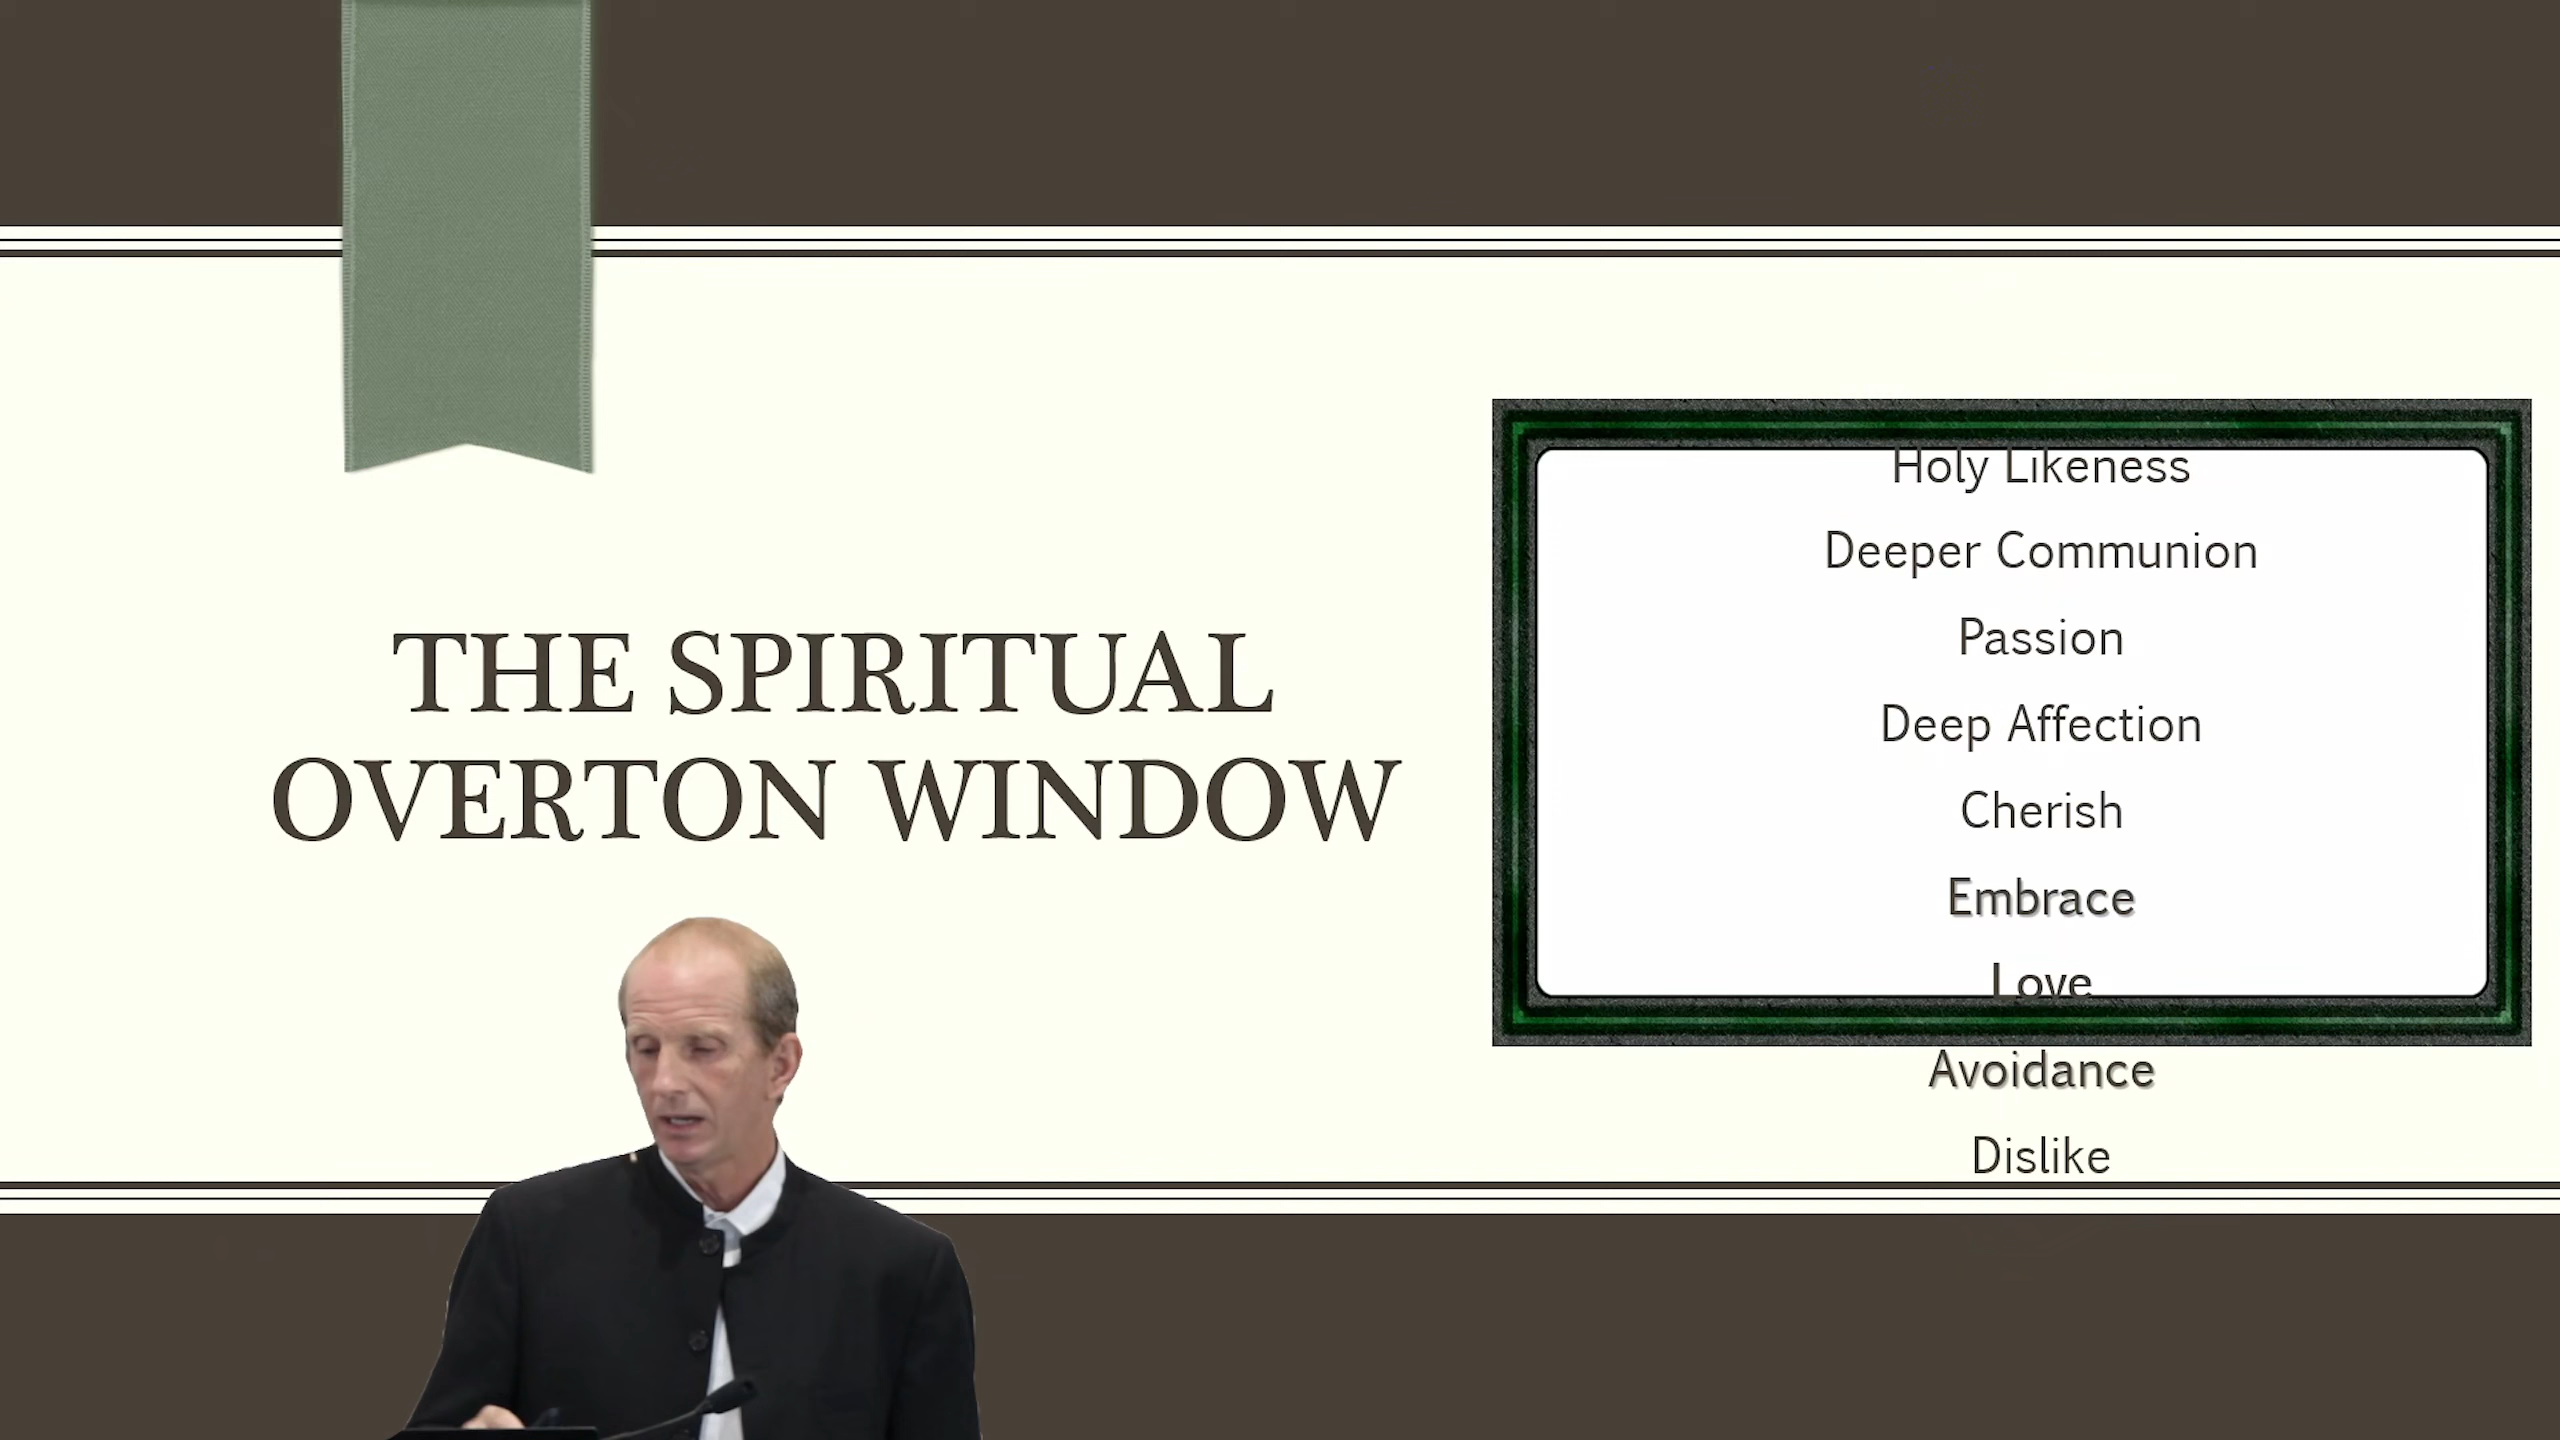 THE SPIRITUAL
OVERTON WINDOW
Holy Likeness
Deeper Communion
Passion
Deep Affection
Cherish
Embrace
Love
Avoidance
Dislike